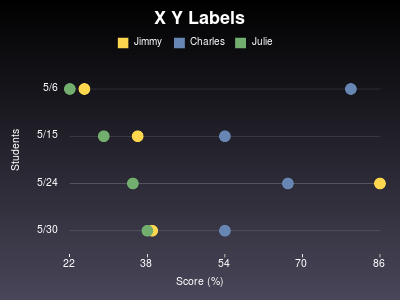 X Y Labels
Jimmy Charles Julie
5/6
5/15
5/24
5/30
Students
22 38 54 70 86
Score (%)